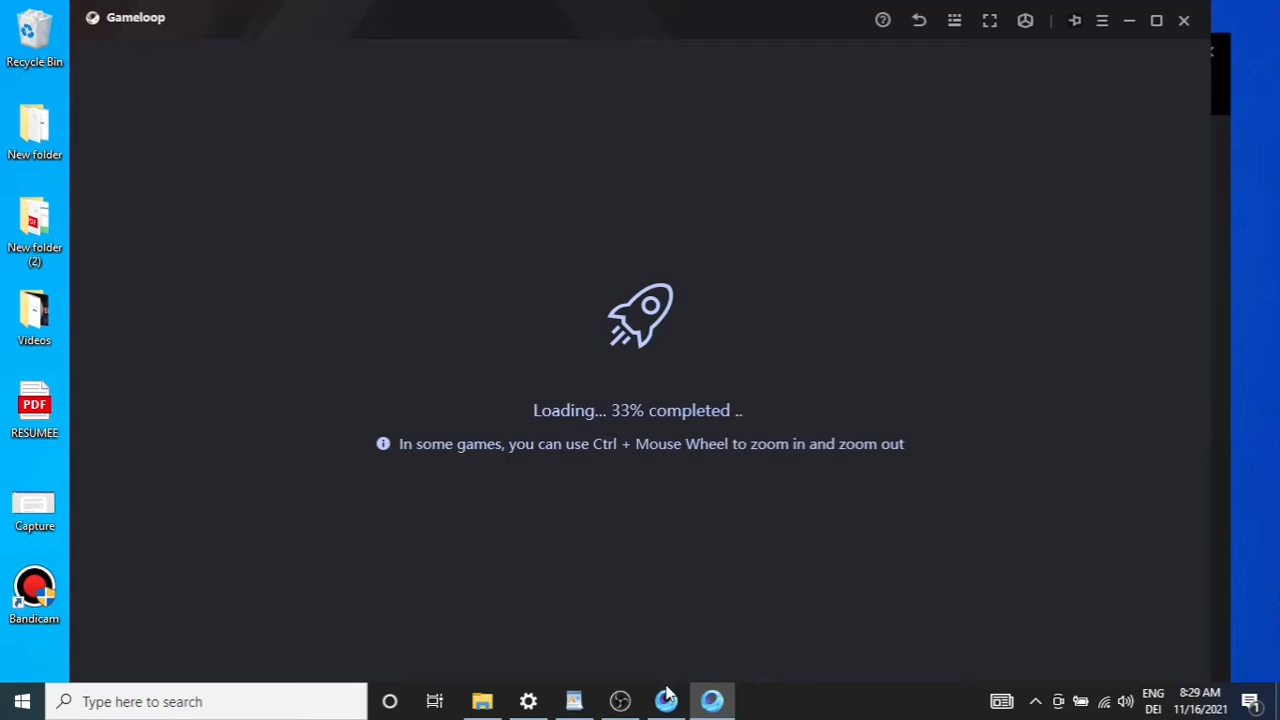 Gameloop
Recycle Bin
New folder
New folder
(2)
Videos
PDF
RESUMEE
Capture
Bandicam
Loading... 33% completed ..
In some games, you can use Ctrl + Mouse Wheel to zoom in and zoom out
Type here to search
ENG
DEI
8:29 AM
11/16/2021
1